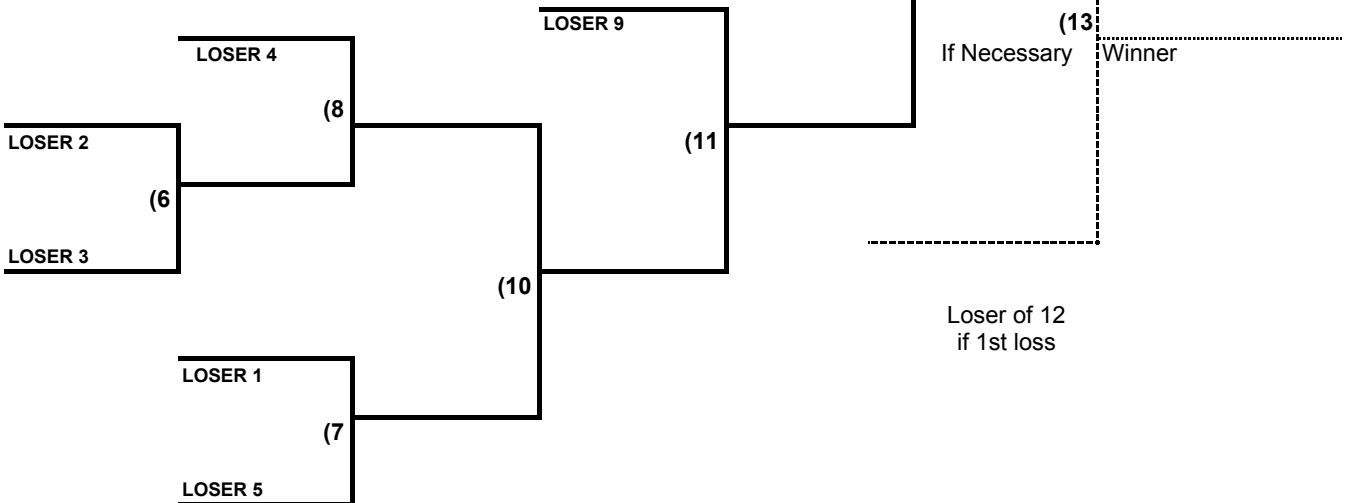 LOSER 9
(13
LOSER 4
If Necessary
Winner
(8
LOSER 2
(11
(6
LOSER 3
(10
Loser of 12
if 1st loss
LOSER 1
(7
LOSER 5